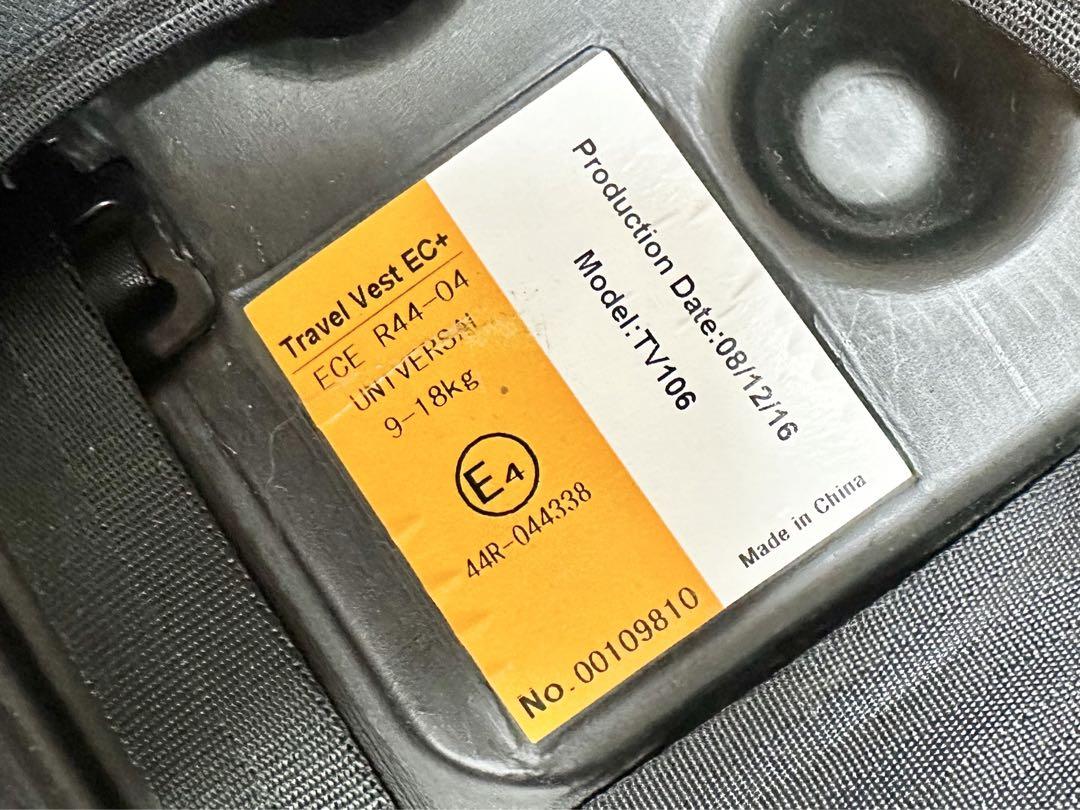 Travel Vest EC+
ECE R44-04
UNIVERSAL
9-18kg
E4
44R-044338
No.00109810
Production Date:08/12/16
Model:TV106
Made in China